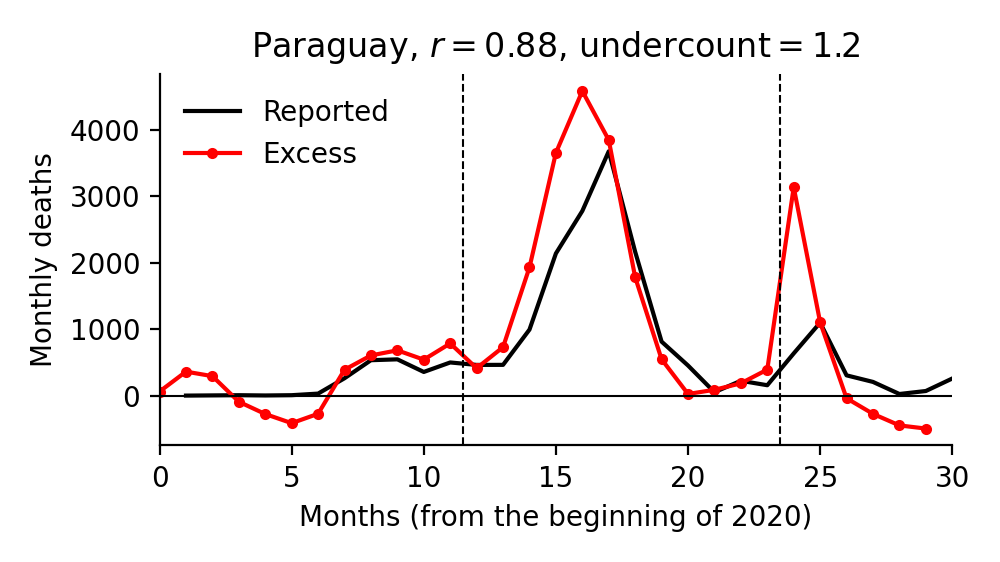 Paraguay, r = 0.88, undercount = 1.2
Reported
Excess
Monthly deaths
4000
3000
2000
1000
0
0 5 10 15 20 25 30
Months (from the beginning of 2020)